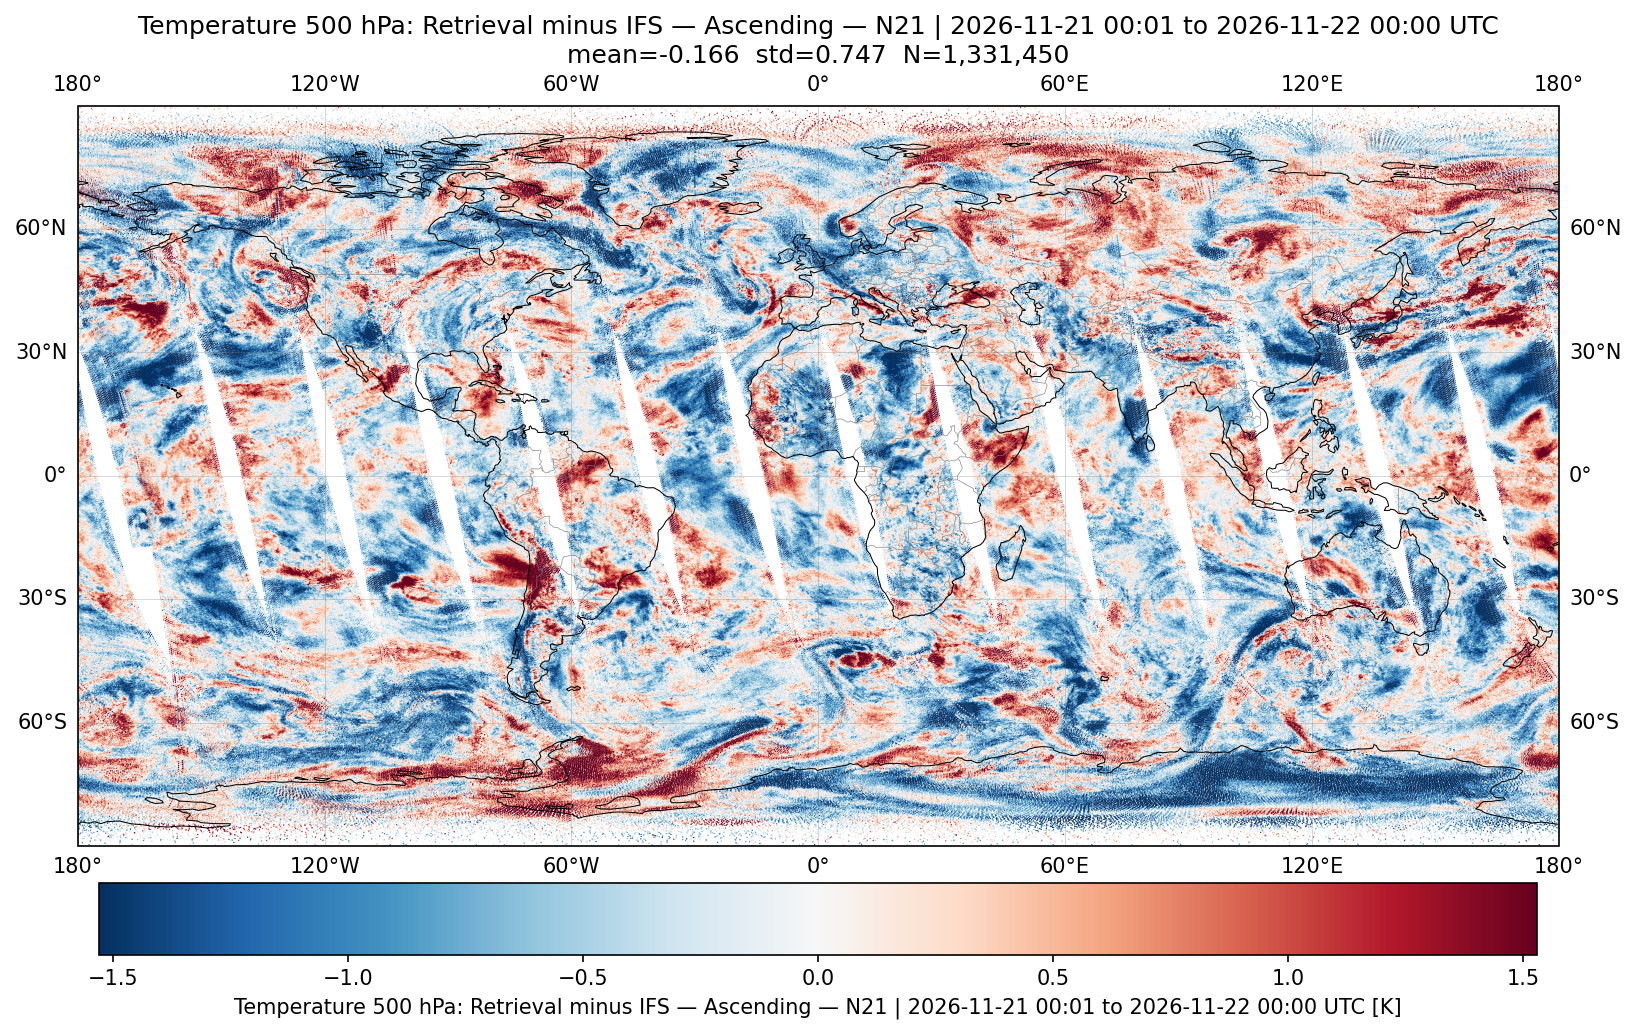 Temperature 500 hPa: Retrieval minus IFS — Ascending — N21 | 2026-11-21 00:01 to 2026-11-22 00:00 UTC
mean=-0.166  std=0.747  N=1,331,450
180° 120°W 60°W 0° 60°E 120°E 180°
60°N 60°N
30°N 30°N
0° 0°
30°S 30°S
60°S 60°S
180° 120°W 60°W 0° 60°E 120°E 180°
−1.5 −1.0 −0.5 0.0 0.5 1.0 1.5
Temperature 500 hPa: Retrieval minus IFS — Ascending — N21 | 2026-11-21 00:01 to 2026-11-22 00:00 UTC [K]